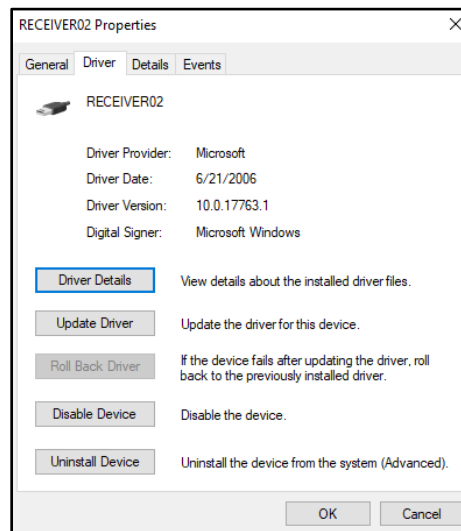 RECEIVER02 Properties
General Driver Details Events
RECEIVER02
Driver Provider: Microsoft
Driver Date: 6/21/2006
Driver Version: 10.0.17763.1
Digital Signer: Microsoft Windows
Driver Details View details about the installed driver files.
Update Driver Update the driver for this device.
Roll Back Driver If the device fails after updating the driver, roll
back to the previously installed driver.
Disable Device Disable the device.
Uninstall Device Uninstall the device from the system (Advanced).
OK Cancel